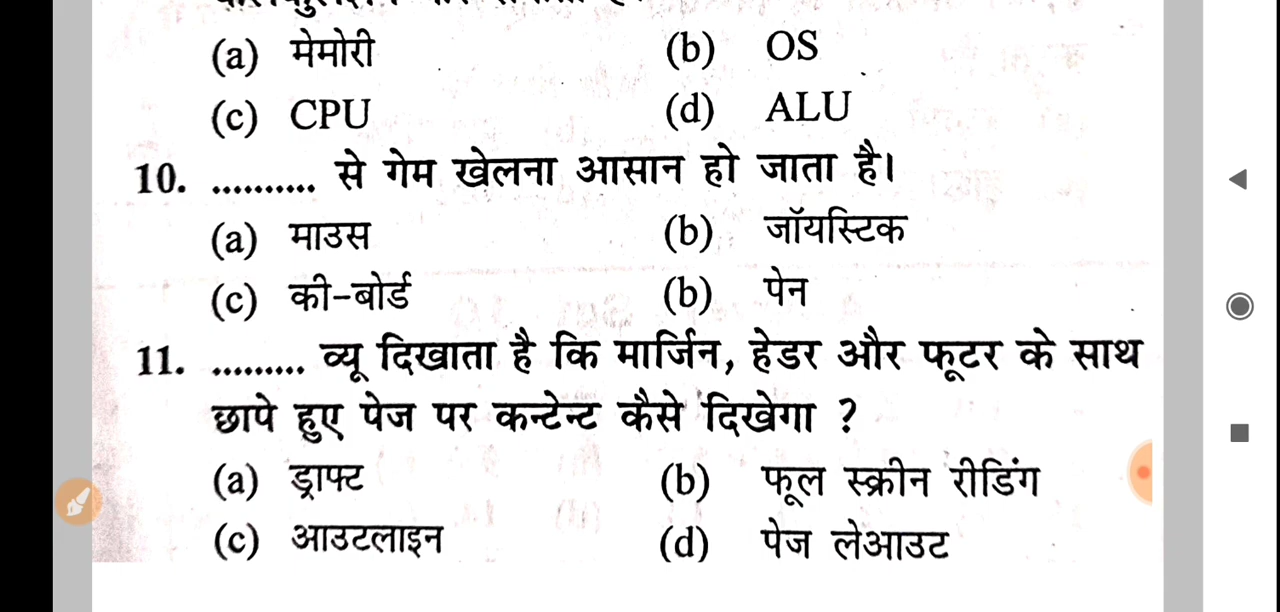 (a) मेमोरी (b) OS
(c) CPU (d) ALU
10. ........... से गेम खेलना आसान हो जाता है।
(a) माउस (b) जॉयस्टिक
(c) की-बोर्ड (b) पेन
11. .......... व्यू दिखाता है कि मार्जिन, हेडर और फूटर के साथ
छापे हुए पेज पर कन्टेन्ट कैसे दिखेगा ?
(a) ड्राफ्ट (b) फूल स्क्रीन रीडिंग
(c) आउटलाइन (d) पेज लेआउट